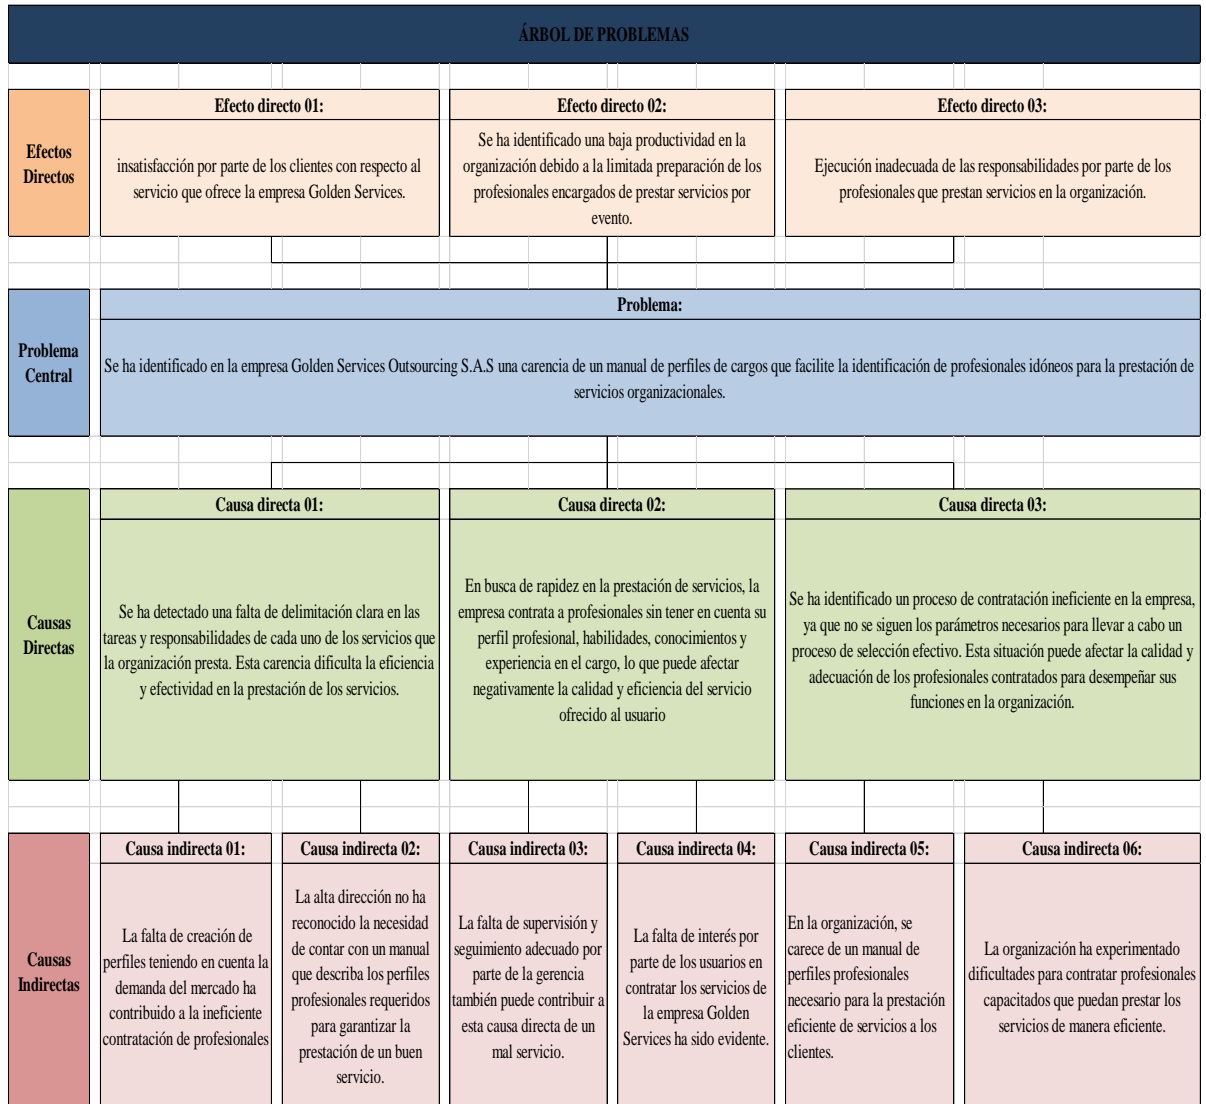 ÁRBOL DE PROBLEMAS
Efectos
Directos
Efecto directo 01:
insatisfacción por parte de los clientes con respecto al
servicio que ofrece la empresa Golden Services.
Efecto directo 02:
Se ha identificado una baja productividad en la
organización debido a la limitada preparación de los
profesionales encargados de prestar servicios por
evento.
Efecto directo 03:
Ejecución inadecuada de las responsabilidades por parte de los
profesionales que prestan servicios en la organización.
Problema
Central
Problema:
Se ha identificado en la empresa Golden Services Outsourcing S.A.S una carencia de un manual de perfiles de cargos que facilite la identificación de profesionales idóneos para la prestación de
servicios organizacionales.
Causas
Directas
Causa directa 01:
Se ha detectado una falta de delimitación clara en las
tareas y responsabilidades de cada uno de los servicios que
la organización presta. Esta carencia dificulta la eficiencia
y efectividad en la prestación de los servicios.
Causa directa 02:
En busca de rapidez en la prestación de servicios, la
empresa contrata a profesionales sin tener en cuenta su
perfil profesional, habilidades, conocimientos y
experiencia en el cargo, lo que puede afectar
negativamente la calidad y eficiencia del servicio
ofrecido al usuario
Causa directa 03:
Se ha identificado un proceso de contratación ineficiente en la empresa,
ya que no se siguen los parámetros necesarios para llevar a cabo un
proceso de selección efectivo. Esta situación puede afectar la calidad y
adecuación de los profesionales contratados para desempeñar sus
funciones en la organización.
Causas
Indirectas
Causa indirecta 01:
La falta de creación de
perfiles teniendo en cuenta la
demanda del mercado ha
contribuido a la ineficiente
contratación de profesionales
Causa indirecta 02:
La alta dirección no ha
reconocido la necesidad
de contar con un manual
que describa los perfiles
profesionales requeridos
para garantizar la
prestación de un buen
servicio.
Causa indirecta 03:
La falta de supervisión y
seguimiento adecuado por
parte de la gerencia
también puede contribuir a
esta causa directa de un
mal servicio.
Causa indirecta 04:
La falta de interés por
parte de los usuarios en
contratar los servicios de
la empresa Golden
Services ha sido evidente.
Causa indirecta 05:
En la organización, se
carece de un manual de
perfiles profesionales
necesario para la prestación
eficiente de servicios a los
clientes.
Causa indirecta 06:
La organización ha experimentado
dificultades para contratar profesionales
capacitados que puedan prestar los
servicios de manera eficiente.